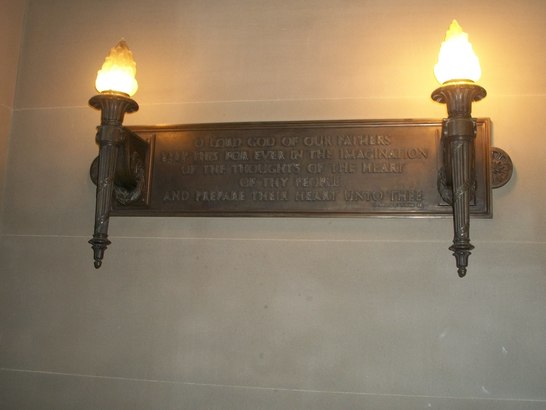 O LORD GOD OF OUR FATHERS
KEEP THIS FOR EVER IN THE IMAGINATION
OF THE THOUGHTS OF THE HEART
OF THY PEOPLE
AND PREPARE THEIR HEART UNTO THEE